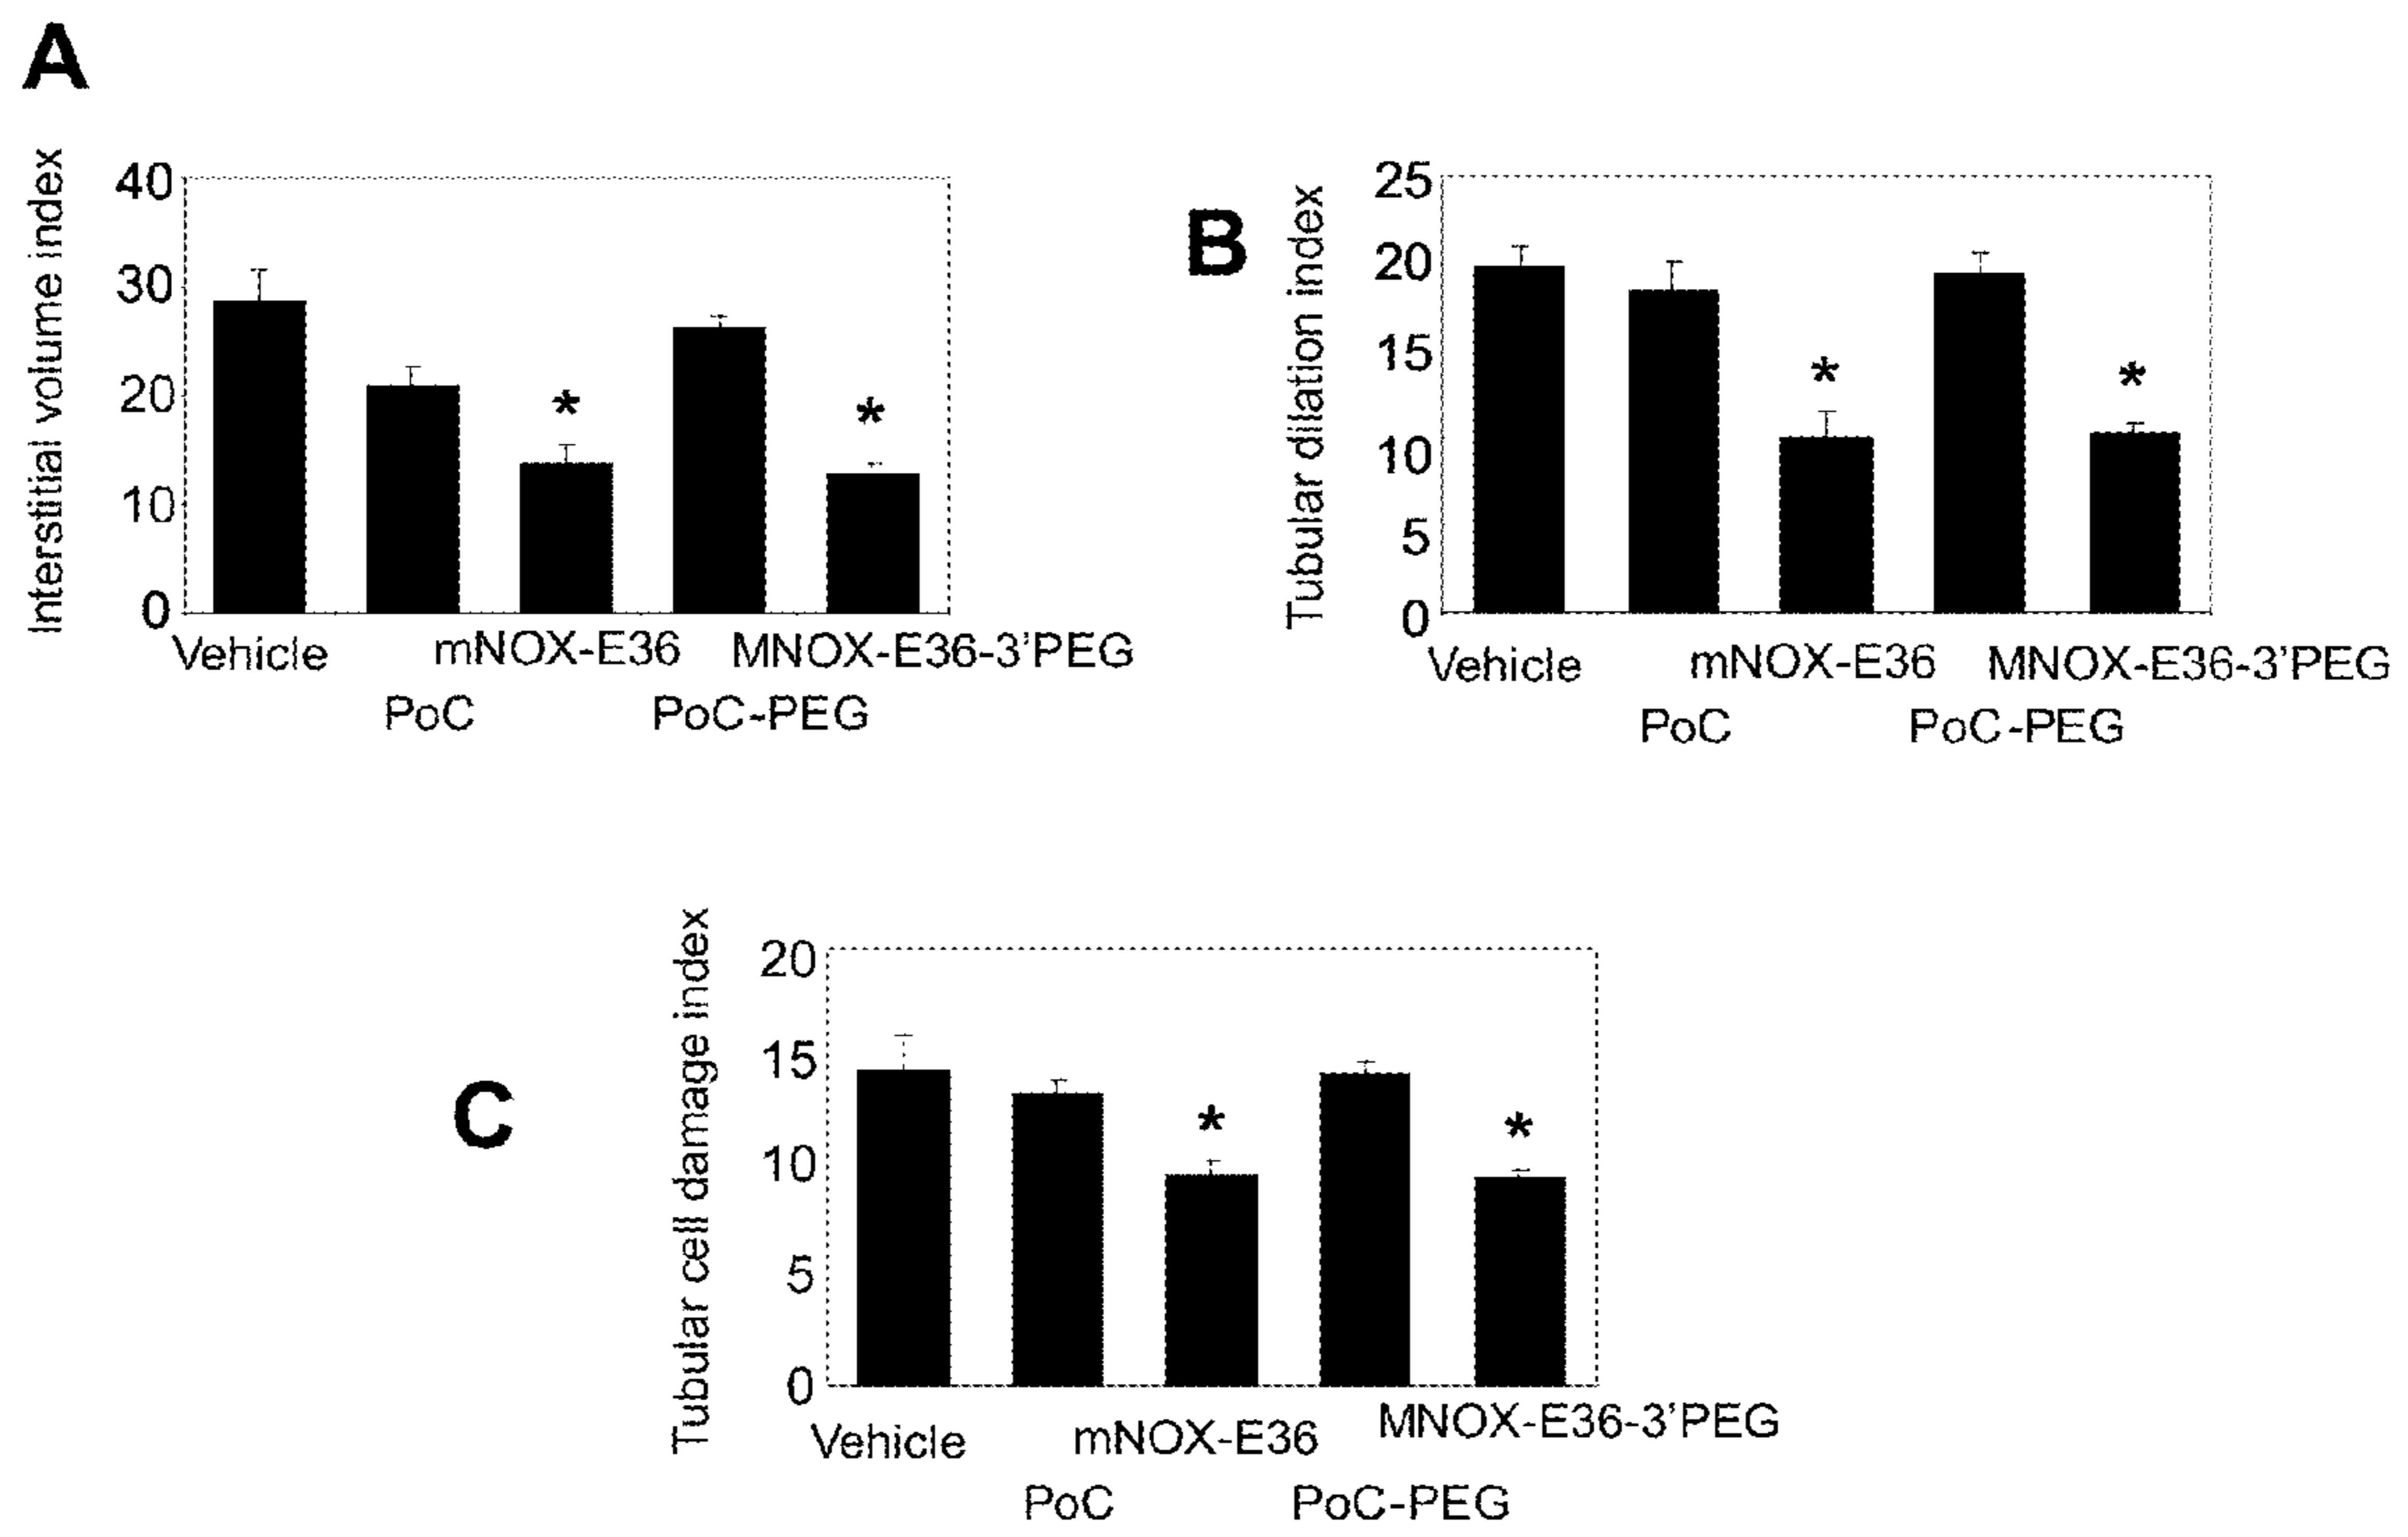 A
Interstitial volume index
40
30
20
10
0
*
*
Vehicle
PoC
mNOX-E36
PoC-PEG
MNOX-E36-3'PEG
B
Tubular dilation index
25
20
15
10
5
0
*
*
Vehicle
PoC
mNOX-E36
PoC-PEG
MNOX-E36-3'PEG
C
Tubular cell damage index
20
15
10
5
0
*
*
Vehicle
PoC
mNOX-E36
PoC-PEG
MNOX-E36-3'PEG